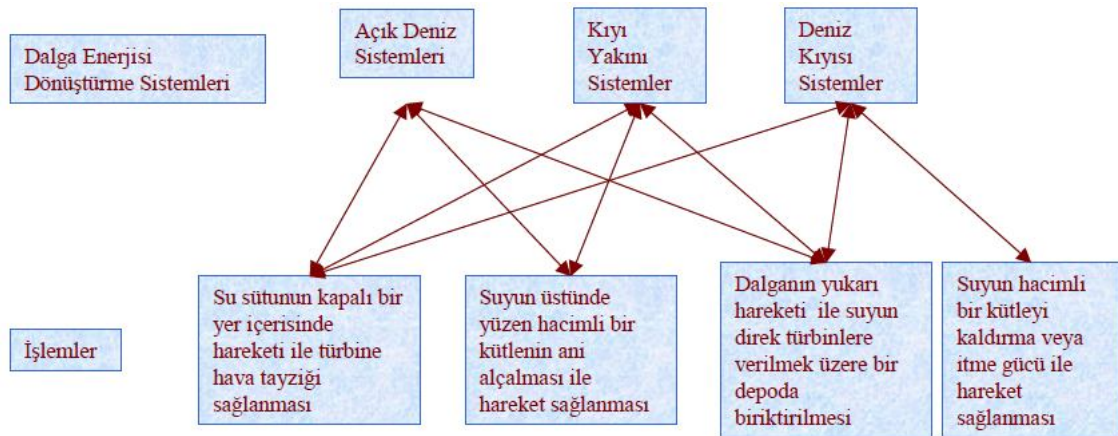 Dalga Enerjisi
Dönüştürme Sistemleri
Açık Deniz
Sistemleri
Kıyı
Yakını
Sistemler
Deniz
Kıyısı
Sistemler
İşlemler
Su sütunun kapalı bir
yer içerisinde
hareketi ile türbine
hava tayziği
sağlanması
Suyun üstünde
yüzen hacimli bir
kütlenin ani
alçalması ile
hareket sağlanması
Dalganın yukarı
hareketi ile suyun
direk türbinlere
verilmek üzere bir
depoda
biriktirilmesi
Suyun hacimli
bir kütleyi
kaldırma veya
itme gücü ile
hareket
sağlanması